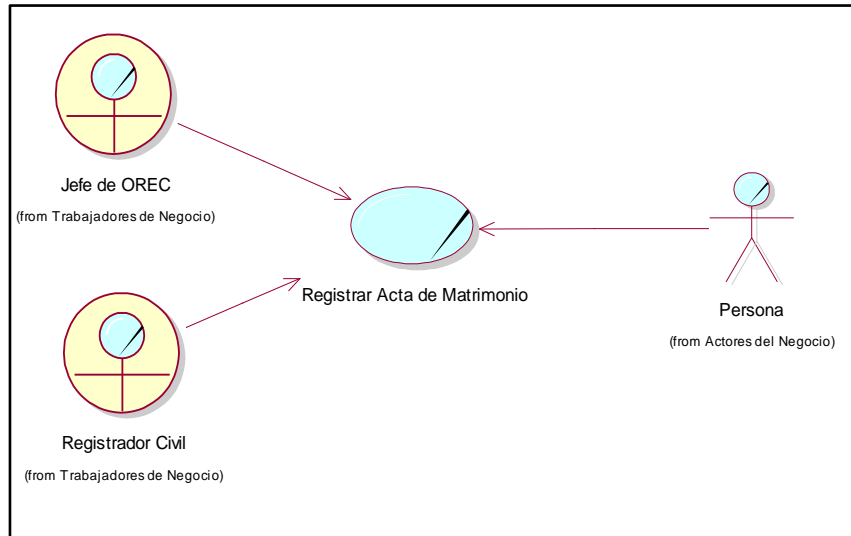 Jefe de OREC
(from Trabajadores de Negocio)
Registrar Acta de Matrimonio
Persona
(from Actores del Negocio)
Registrador Civil
(from Trabajadores de Negocio)